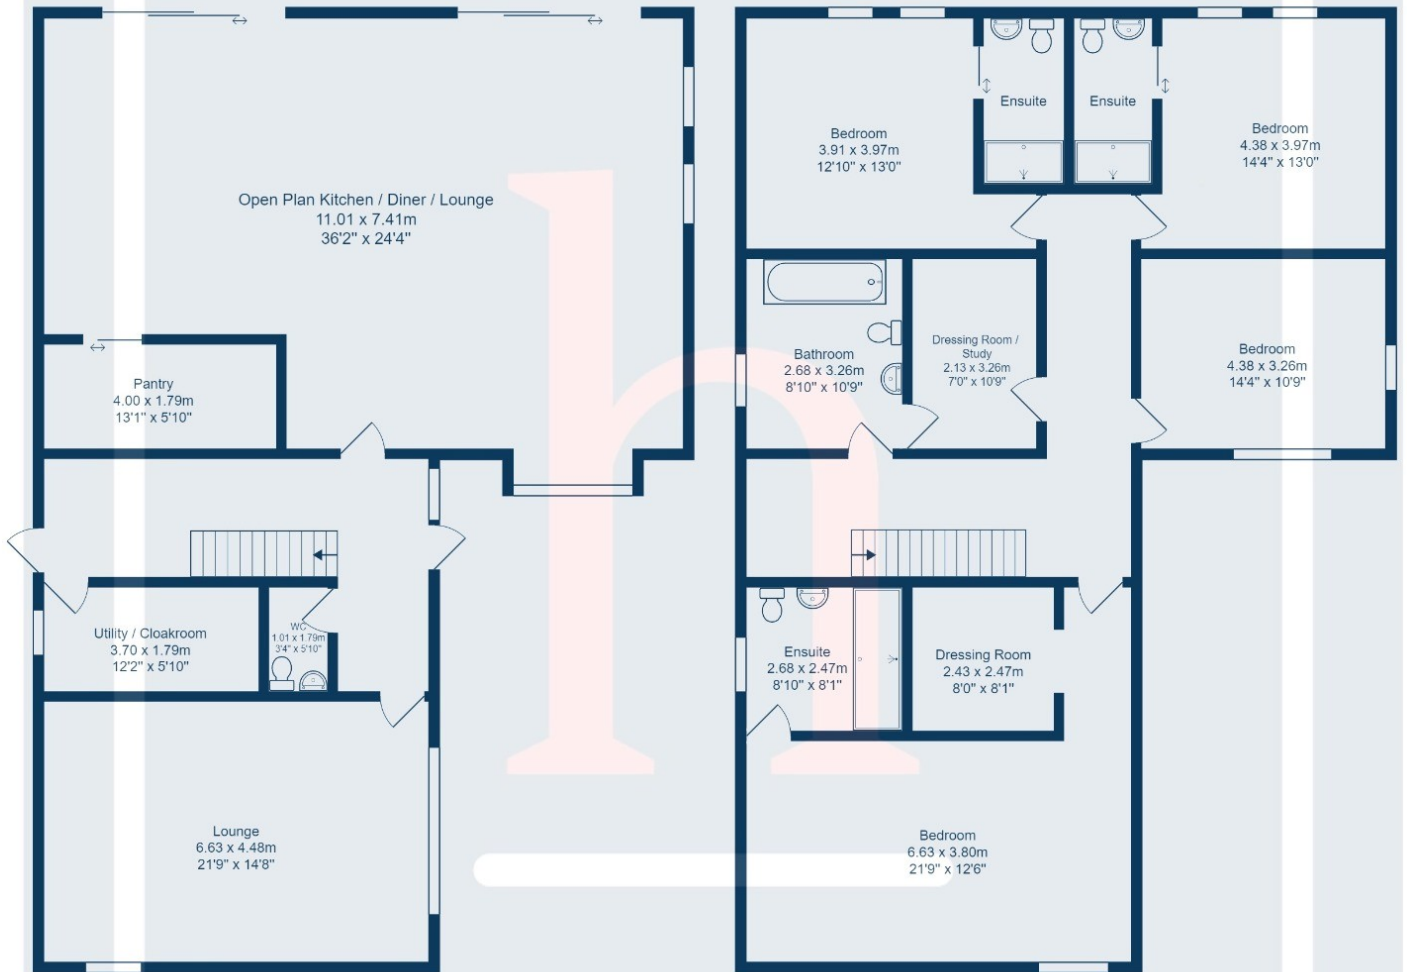 Open Plan Kitchen / Diner / Lounge
11.01 x 7.41m
36'2" x 24'4"
Pantry
4.00 x 1.79m
13'1" x 5'10"
Utility / Cloakroom
3.70 x 1.79m
12'2" x 5'10"
WC
1.01 x 1.79m
3'4" x 5'10"
Lounge
6.63 x 4.48m
21'9" x 14'8"
Bedroom
3.91 x 3.97m
12'10" x 13'0"
Ensuite
Ensuite
Bedroom
4.38 x 3.97m
14'4" x 13'0"
Bathroom
2.68 x 3.26m
8'10" x 10'9"
Dressing Room /
Study
2.13 x 3.26m
7'0" x 10'9"
Bedroom
4.38 x 3.26m
14'4" x 10'9"
Ensuite
2.68 x 2.47m
8'10" x 8'1"
Dressing Room
2.43 x 2.47m
8'0" x 8'1"
Bedroom
6.63 x 3.80m
21'9" x 12'6"
h